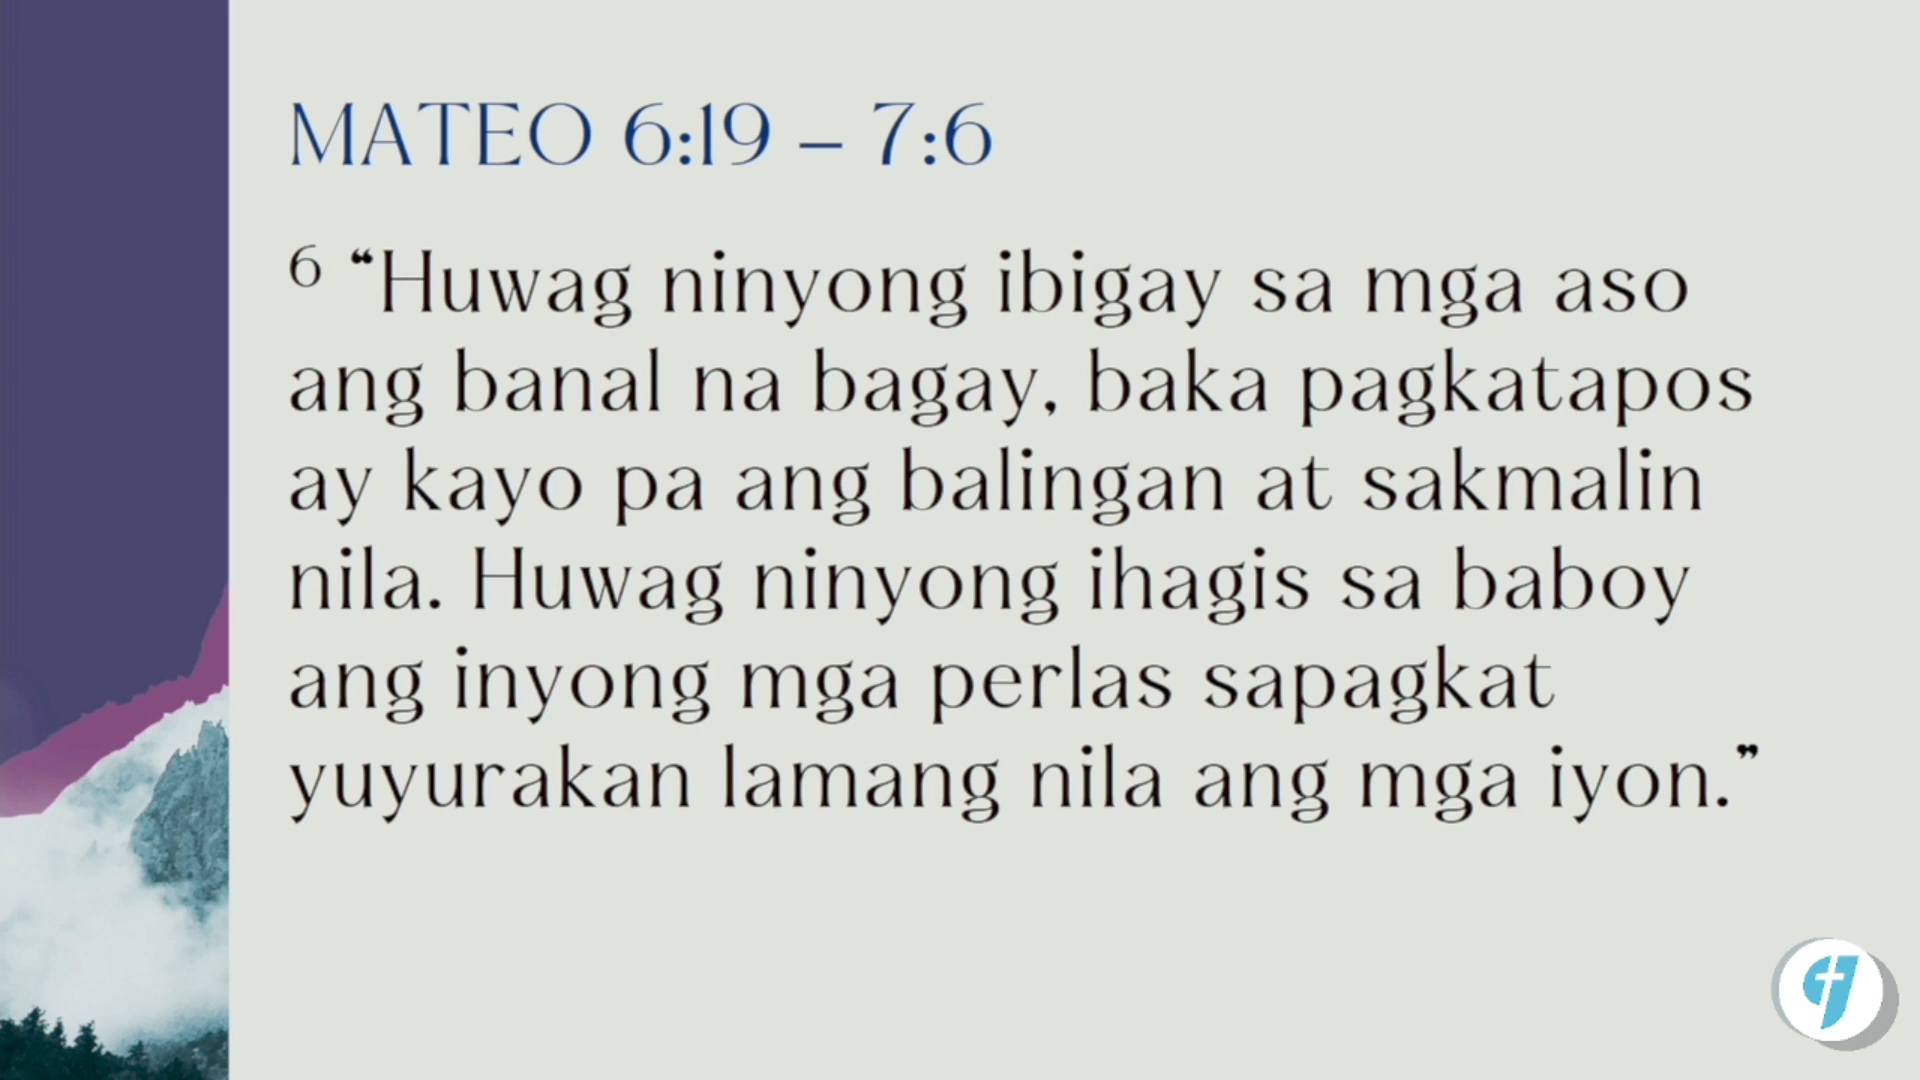 MATEO 6:19 – 7:6
6 “Huwag ninyong ibigay sa mga aso
ang banal na bagay, baka pagkatapos
ay kayo pa ang balingan at sakmalin
nila. Huwag ninyong ihagis sa baboy
ang inyong mga perlas sapagkat
yuyurakan lamang nila ang mga iyon.”